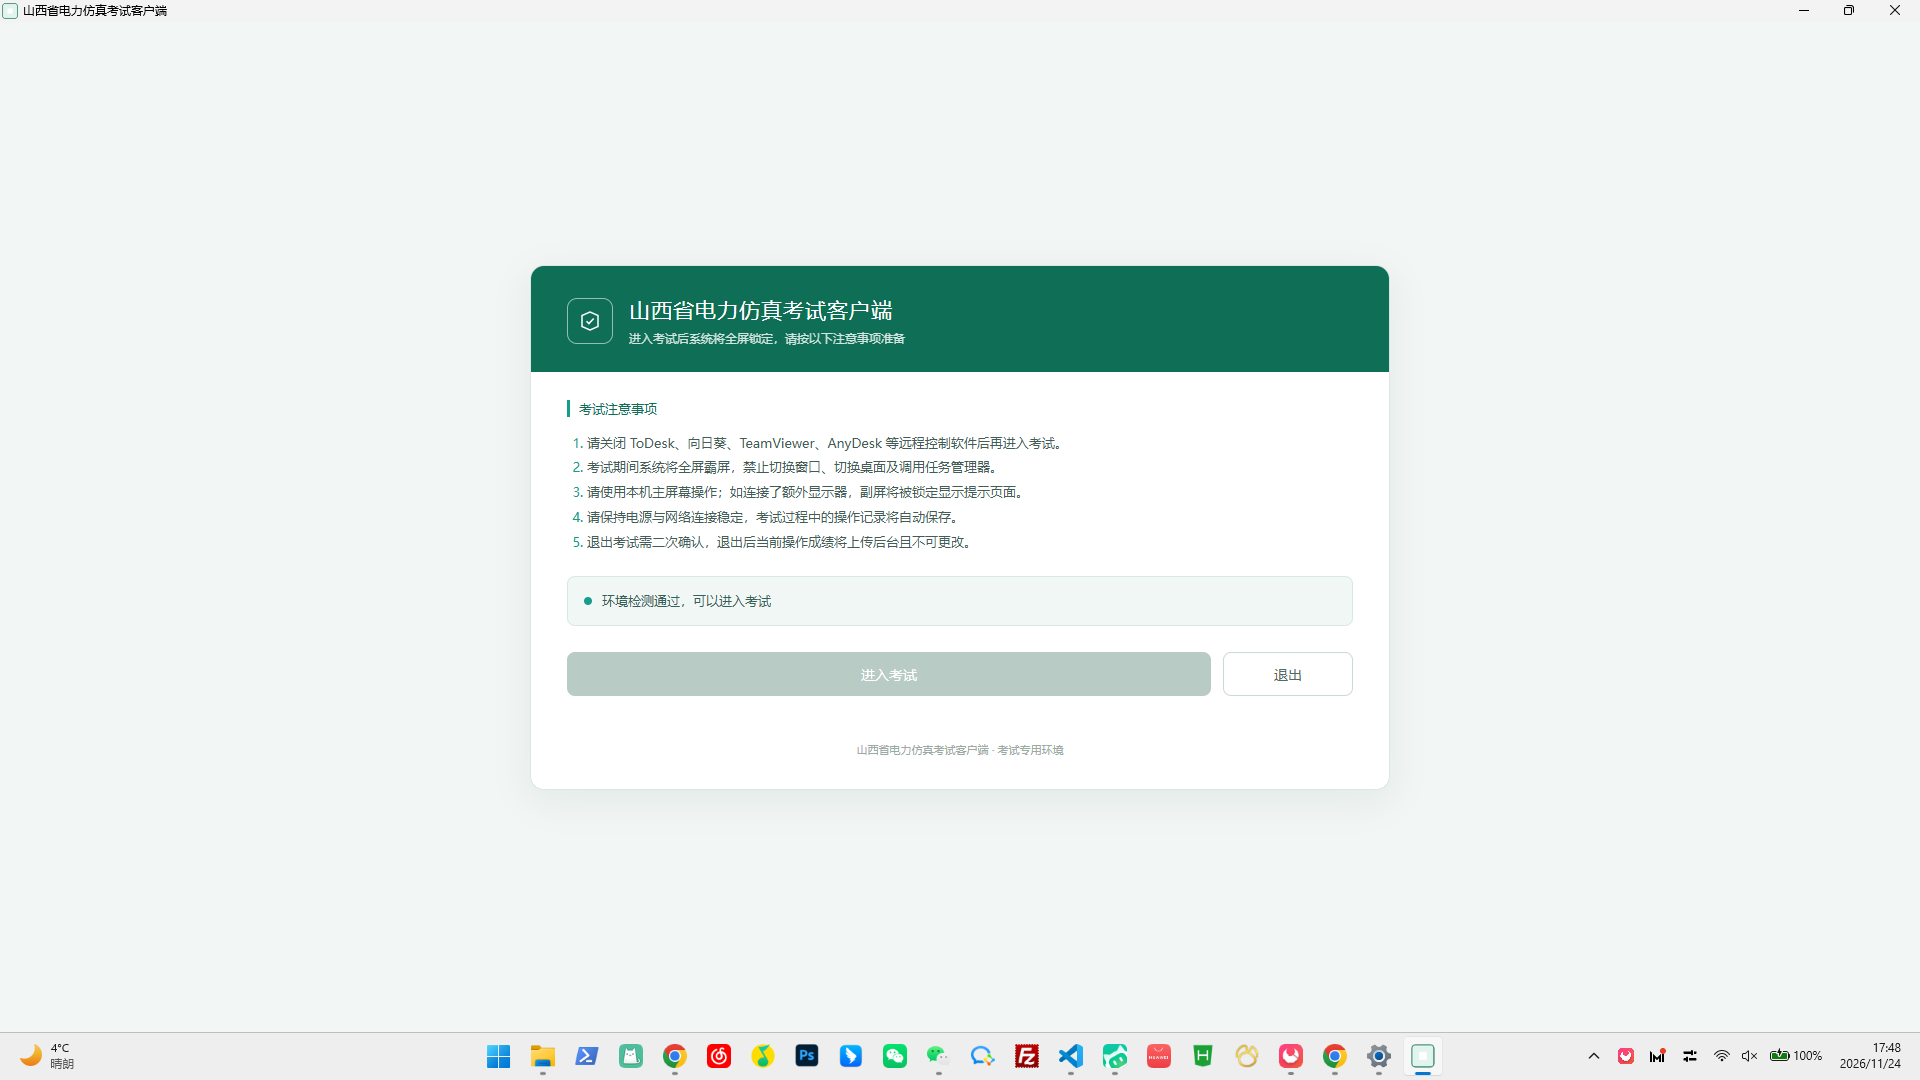 山西省电力仿真考试客户端
山西省电力仿真考试客户端
进入考试后系统将全屏锁定，请按以下注意事项准备
考试注意事项
1. 请关闭 ToDesk、向日葵、TeamViewer、AnyDesk 等远程控制软件后再进入考试。
2. 考试期间系统将全屏霸屏，禁止切换窗口、切换桌面及调用任务管理器。
3. 请使用本机主屏幕操作；如连接了额外显示器，副屏将被锁定显示提示页面。
4. 请保持电源与网络连接稳定，考试过程中的操作记录将自动保存。
5. 退出考试需二次确认，退出后当前操作成绩将上传后台且不可更改。
环境检测通过，可以进入考试
进入考试
退出
山西省电力仿真考试客户端 · 考试专用环境
4°C
晴朗
Ps
FZ
HUAWEI
H
100%
17:48
2026/11/24